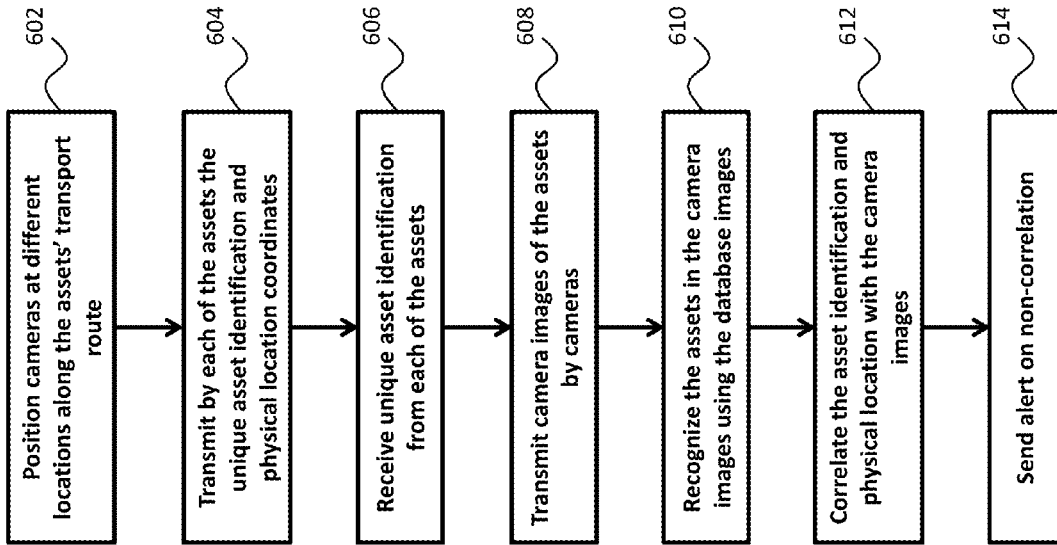 Position cameras at different
locations along the assets' transport
route
602
Transmit by each of the assets the
unique asset identification and
physical location coordinates
604
Receive unique asset identification
from each of the assets
606
Transmit camera images of the assets
by cameras
608
Recognize the assets in the camera
images using the database images
610
Correlate the asset identification and
physical location with the camera
images
612
Send alert on non-correlation
614